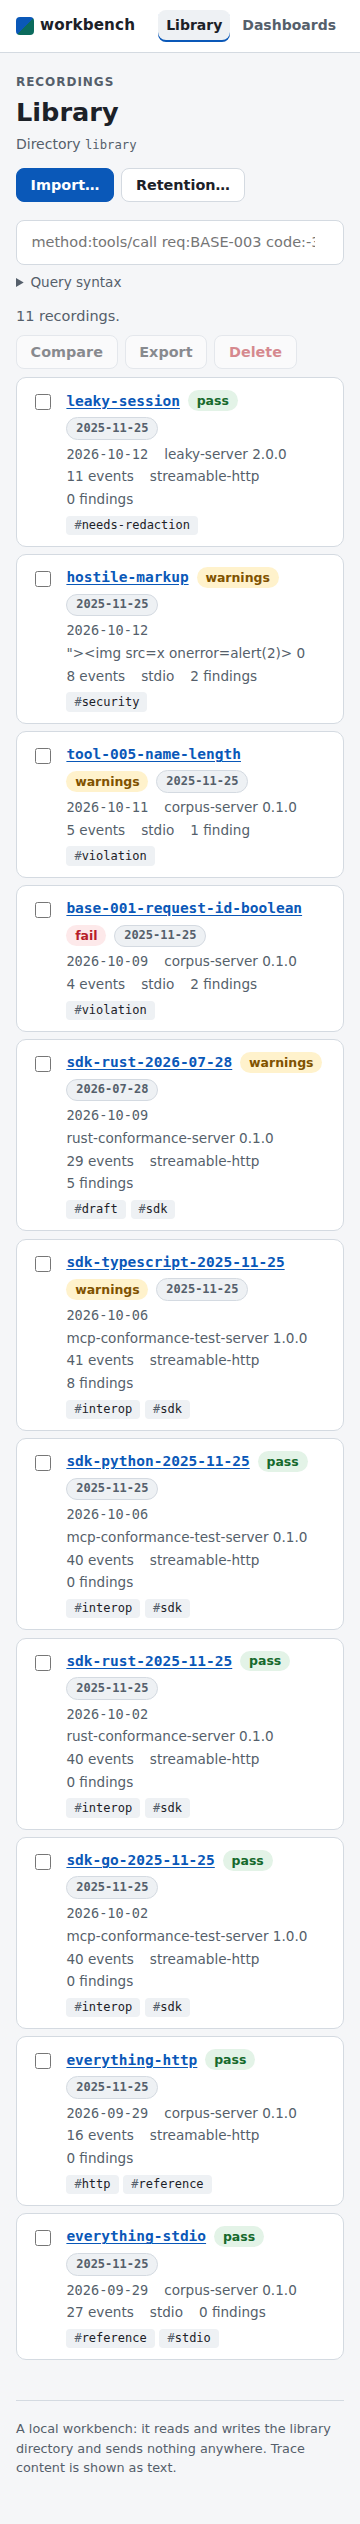 workbench Library Dashboards
RECORDINGS
Library
Directory library
Import… Retention…
method:tools/call req:BASE-003 code:-3
▶ Query syntax
11 recordings.
Compare Export Delete
leaky-session pass
2025-11-25
2026-10-12 leaky-server 2.0.0
11 events streamable-http
0 findings
#needs-redaction
hostile-markup warnings
2025-11-25
2026-10-12
"><img src=x onerror=alert(2)> 0
8 events stdio 2 findings
#security
tool-005-name-length
warnings 2025-11-25
2026-10-11 corpus-server 0.1.0
5 events stdio 1 finding
#violation
base-001-request-id-boolean
fail 2025-11-25
2026-10-09 corpus-server 0.1.0
4 events stdio 2 findings
#violation
sdk-rust-2026-07-28 warnings
2026-07-28
2026-10-09
rust-conformance-server 0.1.0
29 events streamable-http
5 findings
#draft #sdk
sdk-typescript-2025-11-25
warnings 2025-11-25
2026-10-06
mcp-conformance-test-server 1.0.0
41 events streamable-http
8 findings
#interop #sdk
sdk-python-2025-11-25 pass
2025-11-25
2026-10-06
mcp-conformance-test-server 0.1.0
40 events streamable-http
0 findings
#interop #sdk
sdk-rust-2025-11-25 pass
2025-11-25
2026-10-02
rust-conformance-server 0.1.0
40 events streamable-http
0 findings
#interop #sdk
sdk-go-2025-11-25 pass
2025-11-25
2026-10-02
mcp-conformance-test-server 1.0.0
40 events streamable-http
0 findings
#interop #sdk
everything-http pass
2025-11-25
2026-09-29 corpus-server 0.1.0
16 events streamable-http
0 findings
#http #reference
everything-stdio pass
2025-11-25
2026-09-29 corpus-server 0.1.0
27 events stdio 0 findings
#reference #stdio
A local workbench: it reads and writes the library
directory and sends nothing anywhere. Trace
content is shown as text.